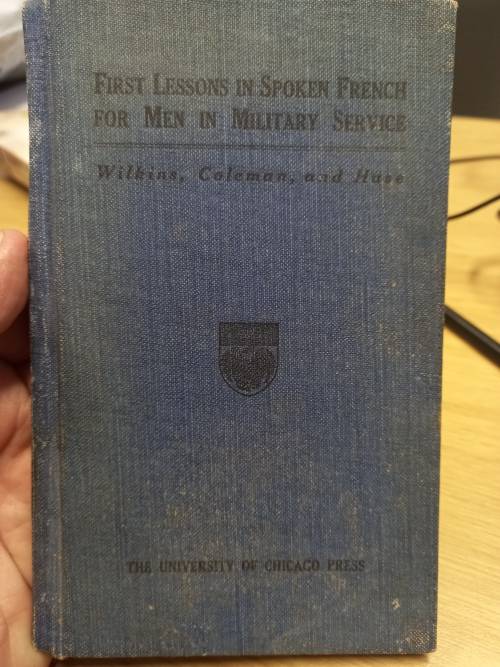 FIRST LESSONS IN SPOKEN FRENCH
FOR MEN IN MILITARY SERVICE
Wilkins, Coleman, and Huse
THE UNIVERSITY OF CHICAGO PRESS